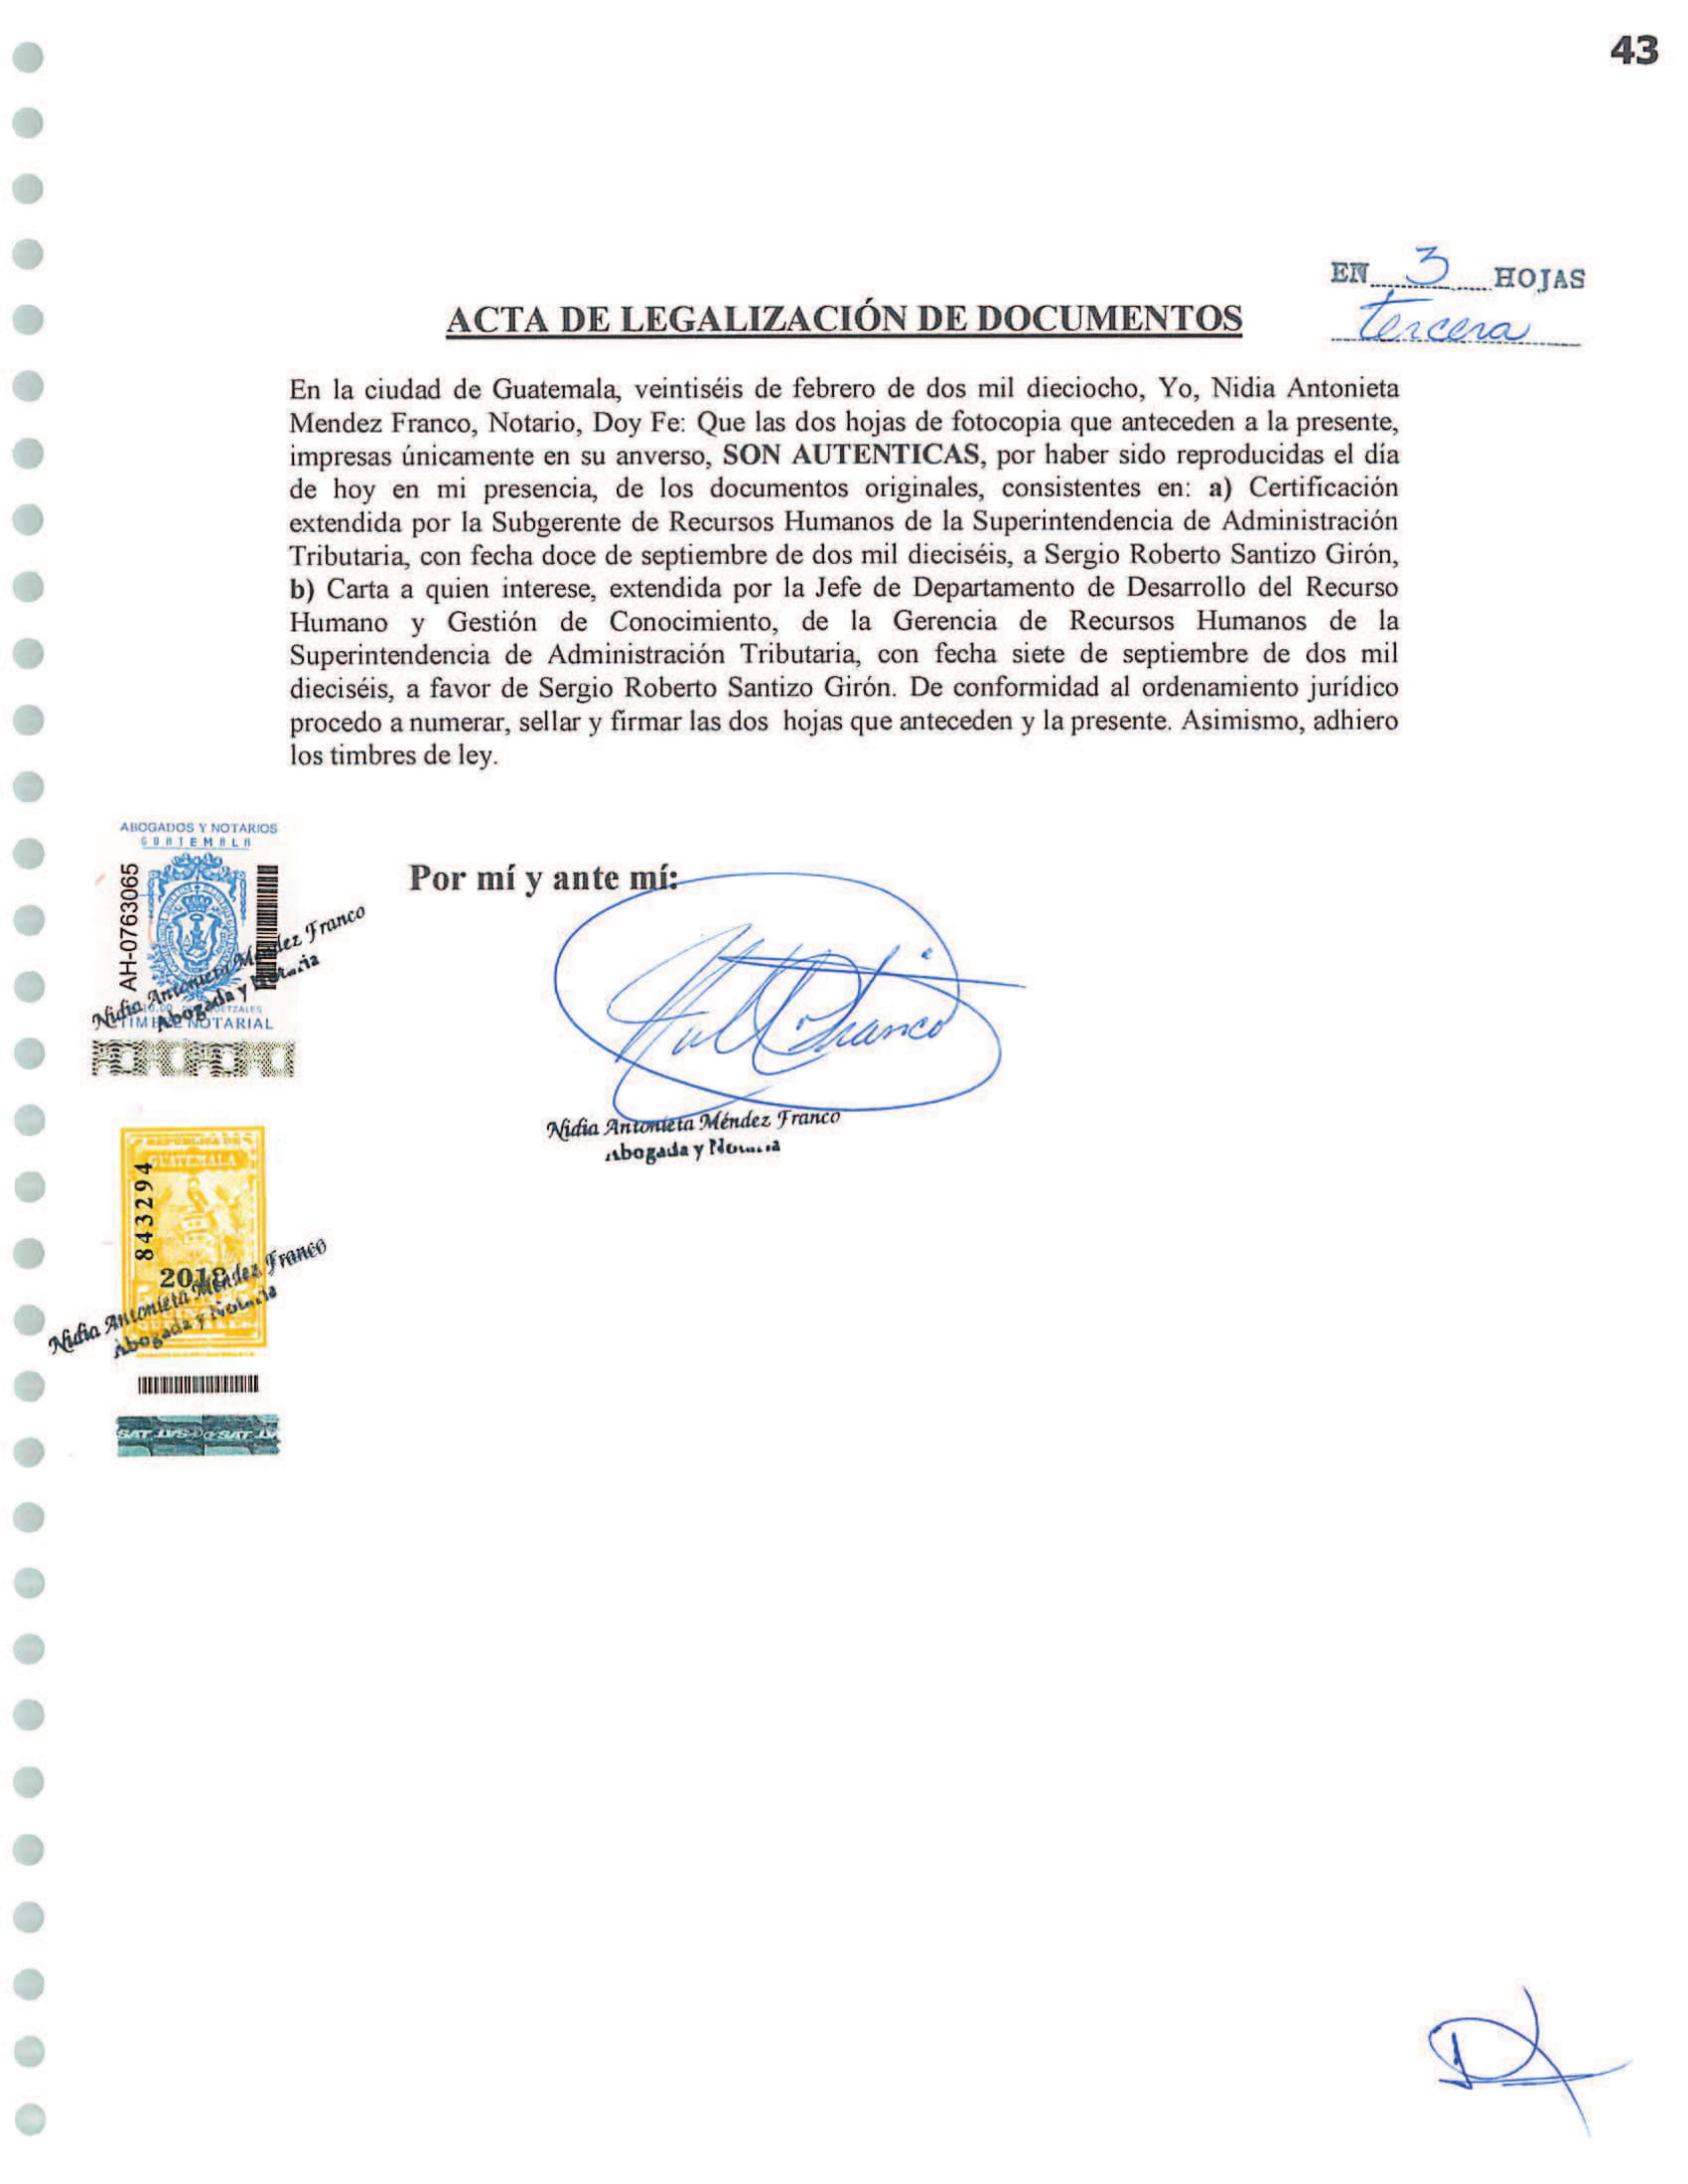 43
EN 3 HOJAS
tercera
ACTA DE LEGALIZACIÓN DE DOCUMENTOS
En la ciudad de Guatemala, veintiséis de febrero de dos mil dieciocho, Yo, Nidia Antonieta
Mendez Franco, Notario, Doy Fe: Que las dos hojas de fotocopia que anteceden a la presente,
impresas únicamente en su anverso, SON AUTENTICAS, por haber sido reproducidas el día
de hoy en mi presencia, de los documentos originales, consistentes en: a) Certificación
extendida por la Subgerente de Recursos Humanos de la Superintendencia de Administración
Tributaria, con fecha doce de septiembre de dos mil dieciséis, a Sergio Roberto Santizo Girón,
b) Carta a quien interese, extendida por la Jefe de Departamento de Desarrollo del Recurso
Humano y Gestión de Conocimiento, de la Gerencia de Recursos Humanos de la
Superintendencia de Administración Tributaria, con fecha siete de septiembre de dos mil
dieciséis, a favor de Sergio Roberto Santizo Girón. De conformidad al ordenamiento jurídico
procedo a numerar, sellar y firmar las dos hojas que anteceden y la presente. Asimismo, adhiero
los timbres de ley.
ABOGADOS Y NOTARIOS
GUATEMALA
AH-0763065
Nidia Antonieta Méndez Franco
Abogada y Notaria
TIMBRE NOTARIAL
Por mí y ante mí:
Franco
Nidia Antonieta Méndez Franco
Abogada y Notaria
REPUBLICA DE
GUATEMALA
843294
2018
Nidia Antonieta Méndez Franco
Abogada y Notaria
SAT SAT